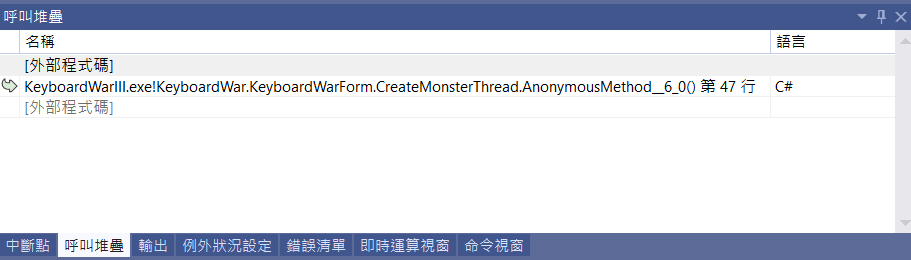 呼叫堆疊
名稱 語言
[外部程式碼]
KeyboardWarIII.exe!KeyboardWar.KeyboardWarForm.CreateMonsterThread.AnonymousMethod__6_0() 第 47 行 C#
[外部程式碼]
中斷點 呼叫堆疊 輸出 例外狀況設定 錯誤清單 即時運算視窗 命令視窗